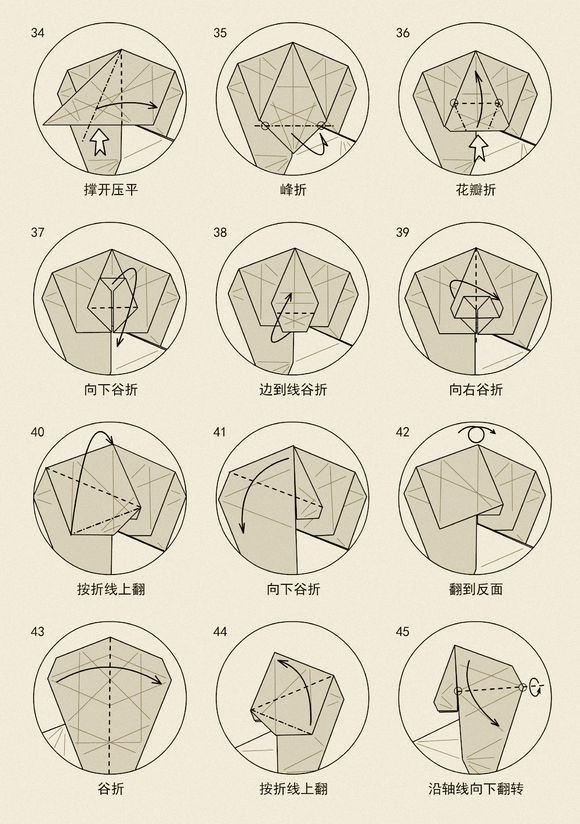 34
35
36
撑开压平
峰折
花瓣折
37
38
39
向下谷折
边到线谷折
向右谷折
40
41
42
按折线上翻
向下谷折
翻到反面
43
44
45
谷折
按折线上翻
沿轴线向下翻转